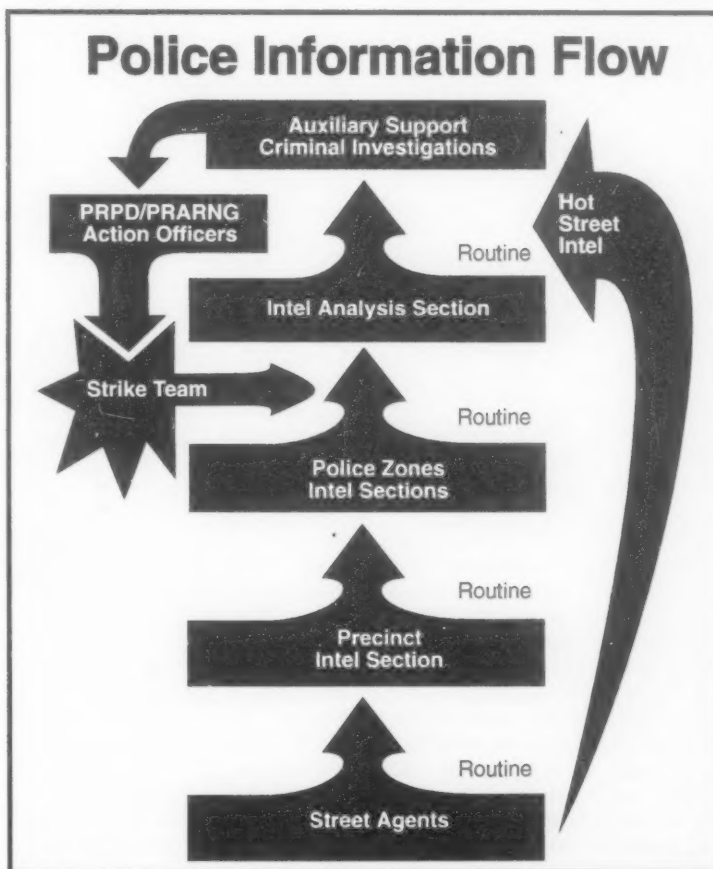 Police Information Flow
Auxiliary Support
Criminal Investigations
PRPD/PRARNG
Action Officers
Hot
Street
Intel
Routine
Intel Analysis Section
Strike Team
Routine
Police Zones
Intel Sections
Routine
Precinct
Intel Section
Routine
Street Agents